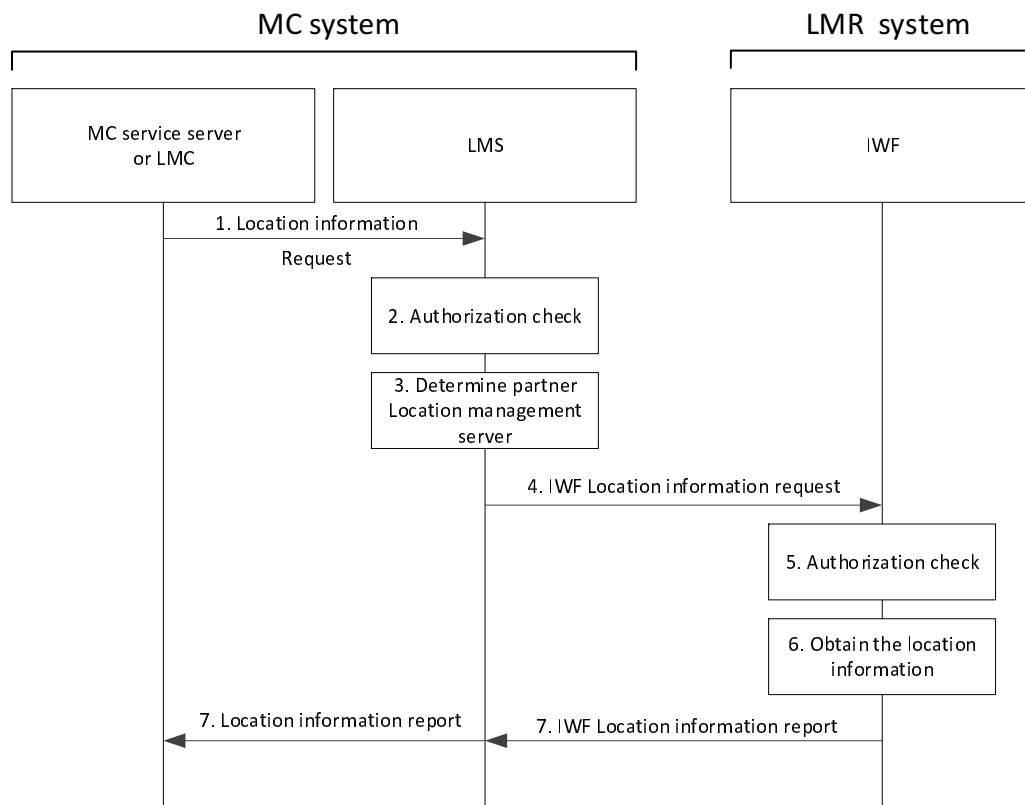 MC system
LMR system
MC service server
or LMC
LMS
IWF
1. Location information
Request
2. Authorization check
3. Determine partner
Location management
server
4. IWF Location information request
5. Authorization check
6. Obtain the location
information
7. Location information report
7. IWF Location information report